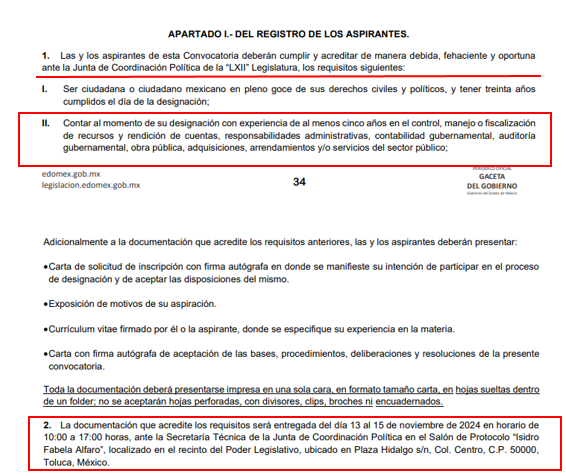 APARTADO I.- DEL REGISTRO DE LOS ASPIRANTES.
1. Las y los aspirantes de esta Convocatoria deberán cumplir y acreditar de manera debida, fehaciente y oportuna
ante la Junta de Coordinación Política de la “LXII” Legislatura, los requisitos siguientes:
I. Ser ciudadana o ciudadano mexicano en pleno goce de sus derechos civiles y políticos, y tener treinta años
cumplidos el día de la designación;
II. Contar al momento de su designación con experiencia de al menos cinco años en el control, manejo o fiscalización
de recursos y rendición de cuentas, responsabilidades administrativas, contabilidad gubernamental, auditoría
gubernamental, obra pública, adquisiciones, arrendamientos y/o servicios del sector público;
edomex.gob.mx
legislacion.edomex.gob.mx
34
PERIÓDICO OFICIAL
GACETA
DEL GOBIERNO
Gobierno del Estado de México
Adicionalmente a la documentación que acredite los requisitos anteriores, las y los aspirantes deberán presentar:
•Carta de solicitud de inscripción con firma autógrafa en donde se manifieste su intención de participar en el proceso
de designación y de aceptar las disposiciones del mismo.
•Exposición de motivos de su aspiración.
•Currículum vitae firmado por él o la aspirante, donde se especifique su experiencia en la materia.
•Carta con firma autógrafa de aceptación de las bases, procedimientos, deliberaciones y resoluciones de la presente
convocatoria.
Toda la documentación deberá presentarse impresa en una sola cara, en formato tamaño carta, en hojas sueltas dentro
de un folder; no se aceptarán hojas perforadas, con divisores, clips, broches ni encuadernados.
2. La documentación que acredite los requisitos será entregada del día 13 al 15 de noviembre de 2024 en horario de
10:00 a 17:00 horas, ante la Secretaría Técnica de la Junta de Coordinación Política en el Salón de Protocolo “Isidro
Fabela Alfaro”, localizado en el recinto del Poder Legislativo, ubicado en Plaza Hidalgo s/n, Col. Centro, C.P. 50000,
Toluca, México.